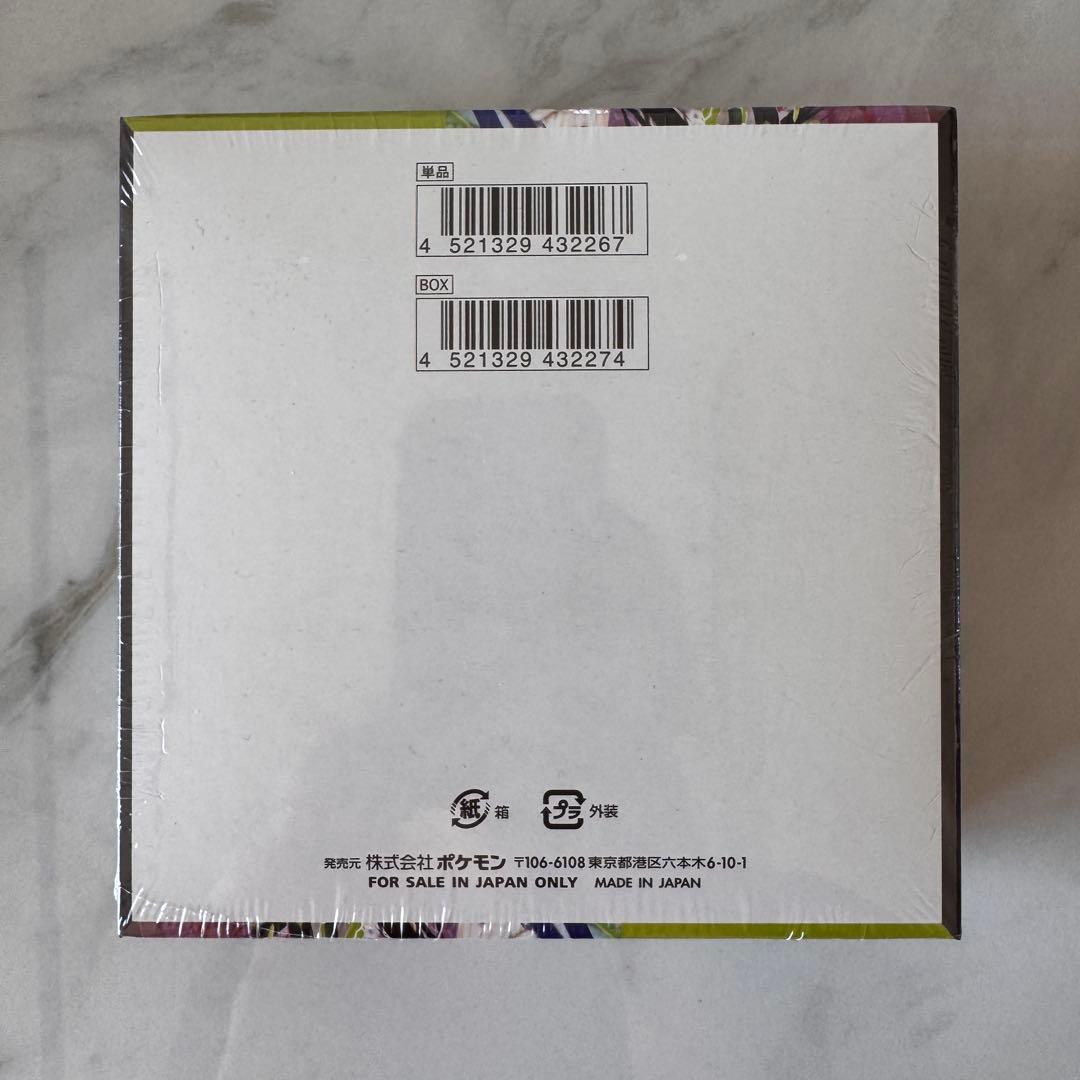 単品
4 521329 432267
BOX
4 521329 432274
紙 箱 プラ 外装
発売元 株式会社ポケモン 〒106-6108 東京都港区六本木6-10-1
FOR SALE IN JAPAN ONLY MADE IN JAPAN